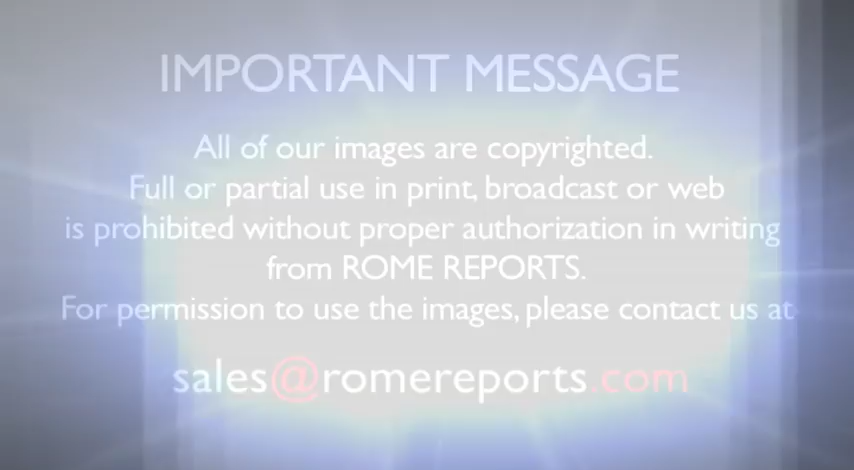 IMPORTANT MESSAGE
All of our images are copyrighted.
Full or partial use in print, broadcast or web
is prohibited without proper authorization in writing
from ROME REPORTS.
For permission to use the images, please contact us at
sales@romereports.com